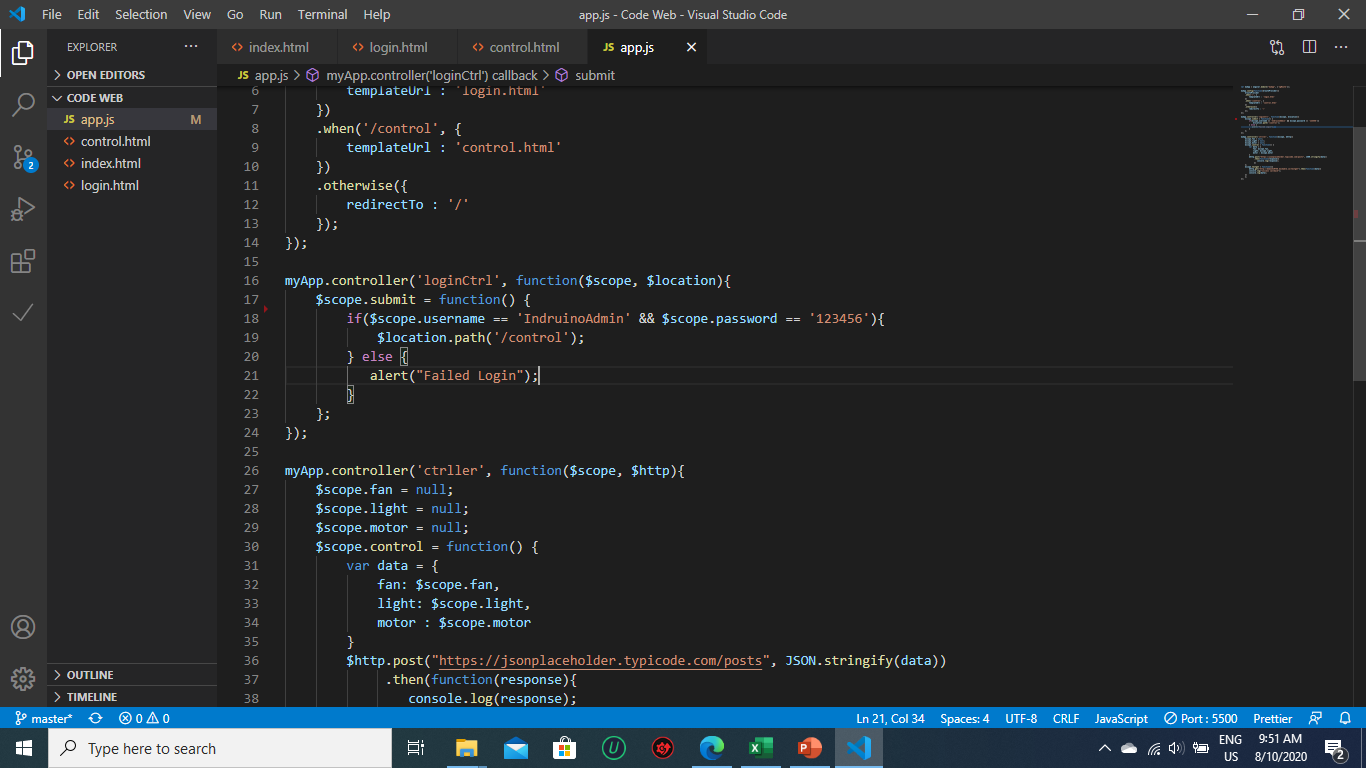 File Edit Selection View Go Run Terminal Help
app.js - Code Web - Visual Studio Code
EXPLORER ···
<> index.html
<> login.html
<> control.html
JS app.js
JS app.js > myApp.controller('loginCtrl') callback > submit
OPEN EDITORS
CODE WEB
JS app.js M
<> control.html
<> index.html
<> login.html
2
OUTLINE
TIMELINE
6 templateUrl : 'login.html'
7 })
8 .when('/control', {
9 templateUrl : 'control.html'
10 })
11 .otherwise({
12 redirectTo : '/'
13 });
14 });
15
16 myApp.controller('loginCtrl', function($scope, $location){
17 $scope.submit = function() {
18 if($scope.username == 'IndruinoAdmin' && $scope.password == '123456'){
19 $location.path('/control');
20 } else {
21 alert("Failed Login");
22 }
23 };
24 });
25
26 myApp.controller('ctrller', function($scope, $http){
27 $scope.fan = null;
28 $scope.light = null;
29 $scope.motor = null;
30 $scope.control = function() {
31 var data = {
32 fan: $scope.fan,
33 light: $scope.light,
34 motor : $scope.motor
35 }
36 $http.post("https://jsonplaceholder.typicode.com/posts", JSON.stringify(data))
37 .then(function(response){
38 console.log(response);
master* 0 0
Ln 21, Col 34 Spaces: 4 UTF-8 CRLF JavaScript Port : 5500 Prettier
Type here to search
ENG
US
9:51 AM
8/10/2020
2